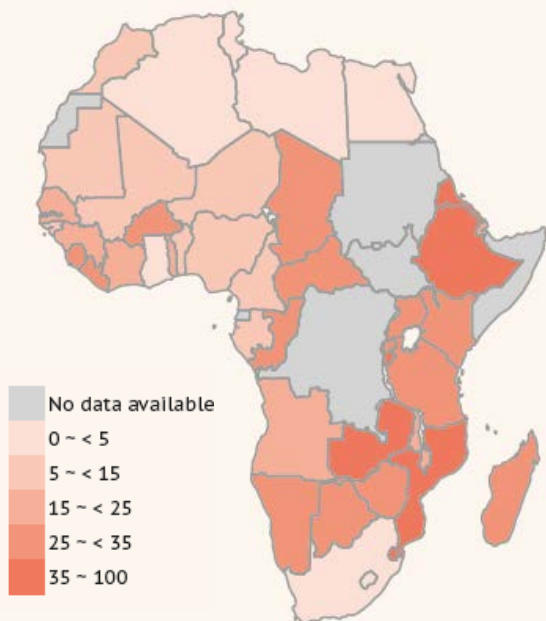 No data available
0 ~ < 5
5 ~ < 15
15 ~ < 25
25 ~ < 35
35 ~ 100